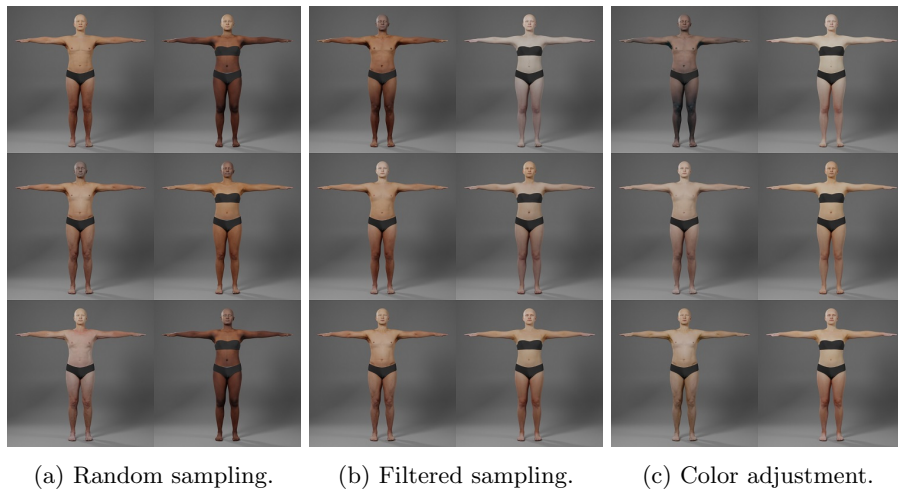 (a) Random sampling.
(b) Filtered sampling.
(c) Color adjustment.